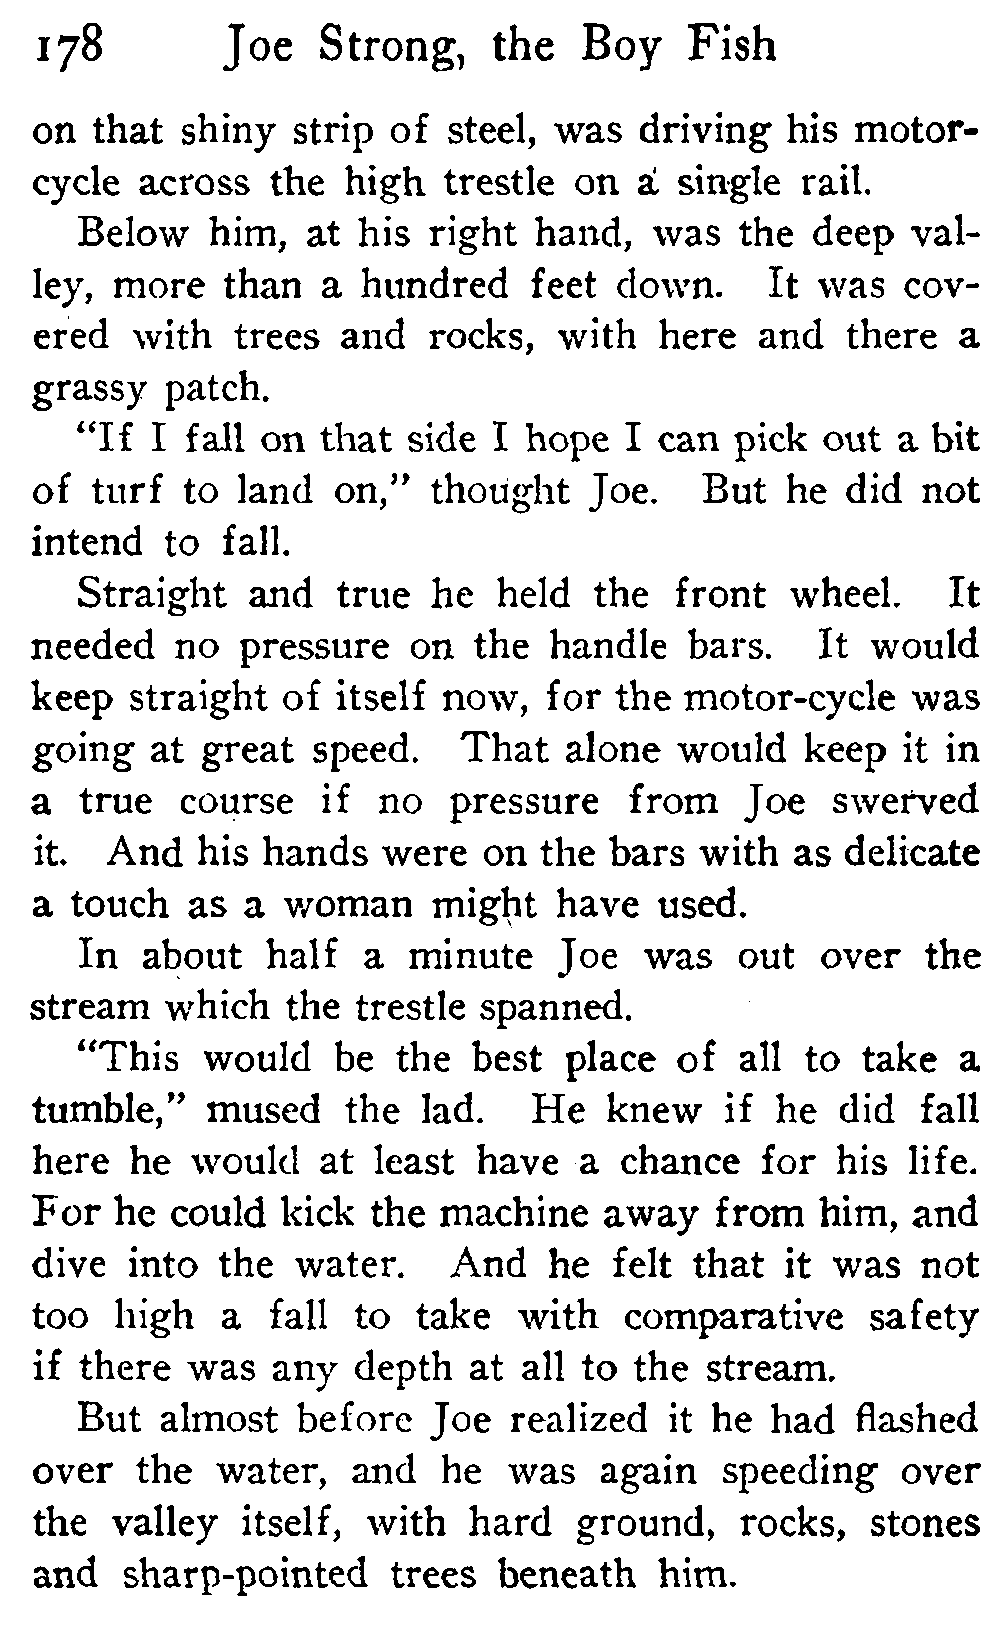 178 Joe Strong, the Boy Fish
on that shiny strip of steel, was driving his motor-
cycle across the high trestle on a single rail.
Below him, at his right hand, was the deep val-
ley, more than a hundred feet down. It was cov-
ered with trees and rocks, with here and there a
grassy patch.
"If I fall on that side I hope I can pick out a bit
of turf to land on," thought Joe. But he did not
intend to fall.
Straight and true he held the front wheel. It
needed no pressure on the handle bars. It would
keep straight of itself now, for the motor-cycle was
going at great speed. That alone would keep it in
a true course if no pressure from Joe swerved
it. And his hands were on the bars with as delicate
a touch as a woman might have used.
In about half a minute Joe was out over the
stream which the trestle spanned.
"This would be the best place of all to take a
tumble," mused the lad. He knew if he did fall
here he would at least have a chance for his life.
For he could kick the machine away from him, and
dive into the water. And he felt that it was not
too high a fall to take with comparative safety
if there was any depth at all to the stream.
But almost before Joe realized it he had flashed
over the water, and he was again speeding over
the valley itself, with hard ground, rocks, stones
and sharp-pointed trees beneath him.